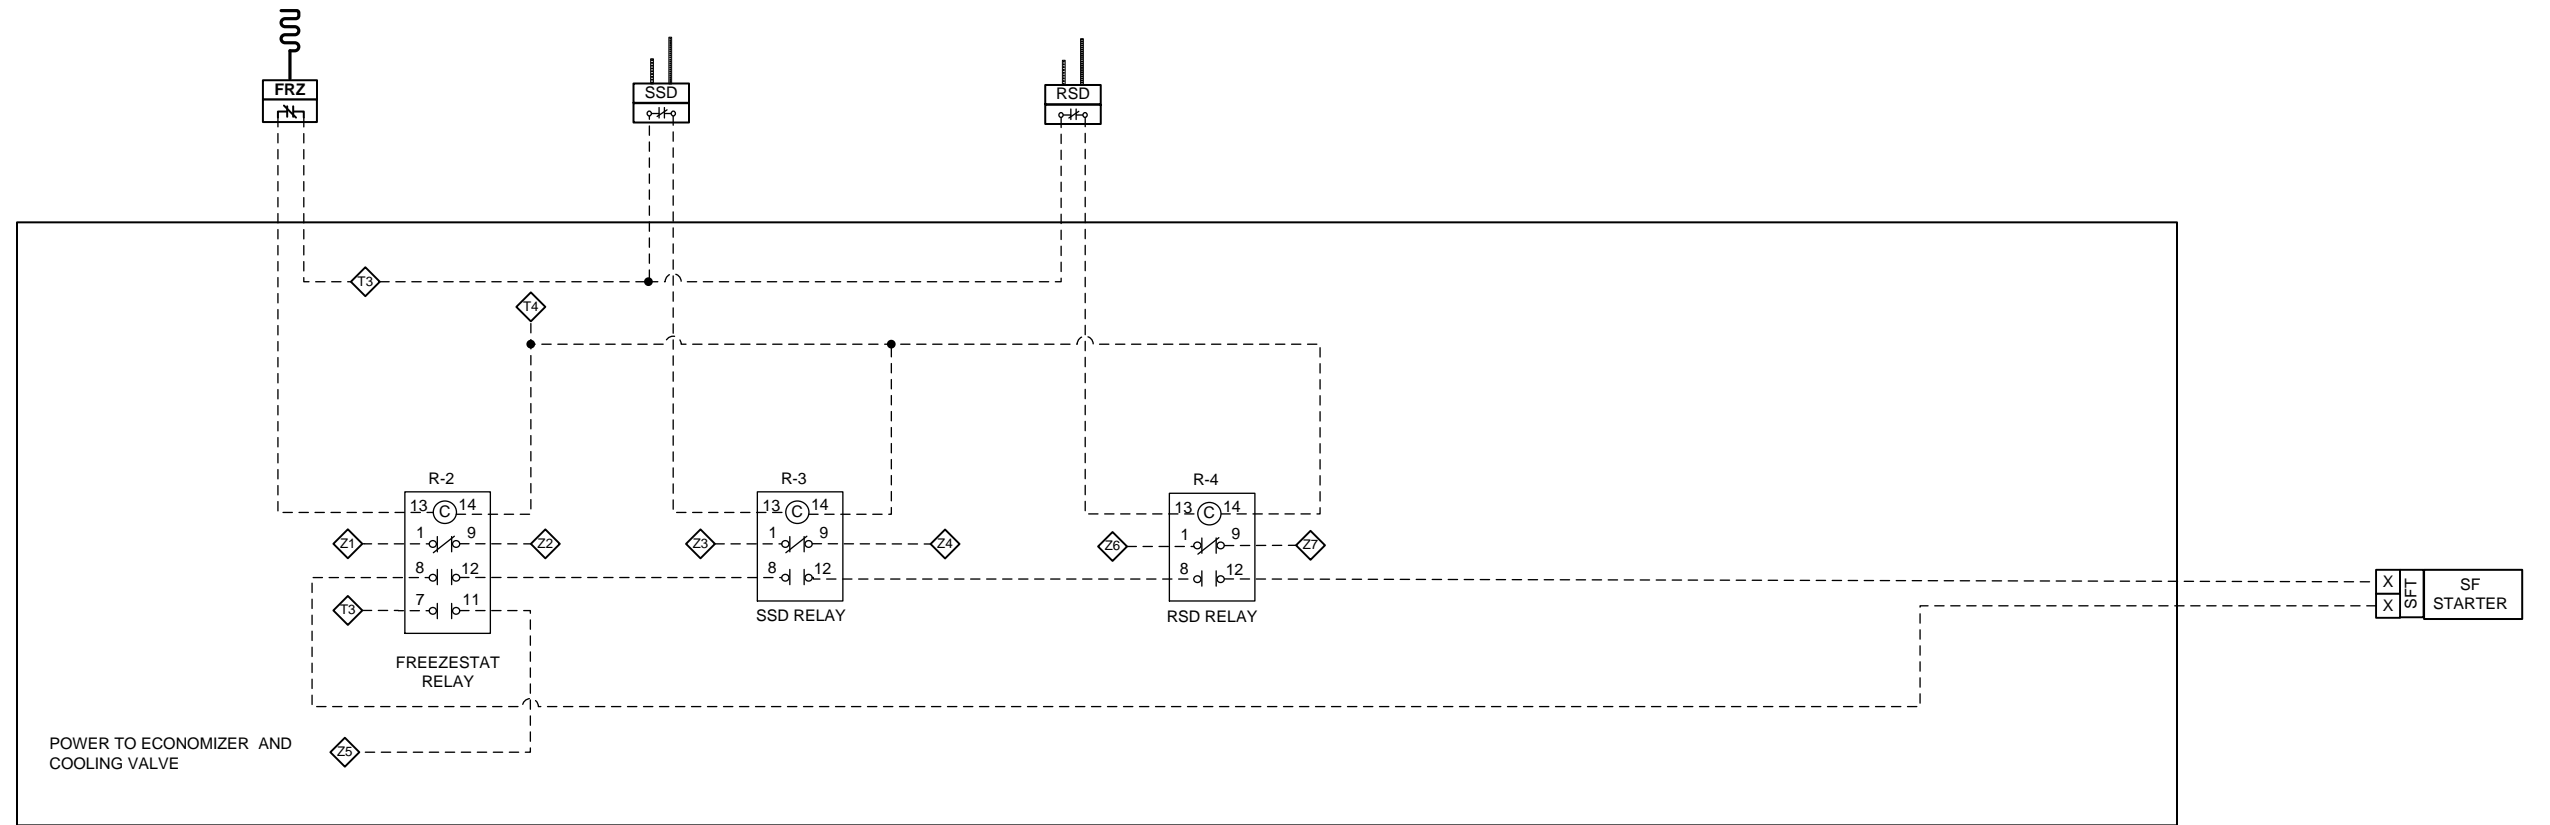 FRZ
SSD
RSD
T3
T4
R-2
R-3
R-4
13 C 14
13 C 14
13 C 14
Z1 1 9 Z2
Z3 1 9 Z4
Z6 1 9 Z7
8 12
8 12
8 12
T3 7 11
SSD RELAY
RSD RELAY
X
X
SFT
SF
STARTER
FREEZESTAT
RELAY
POWER TO ECONOMIZER AND
COOLING VALVE
Z5